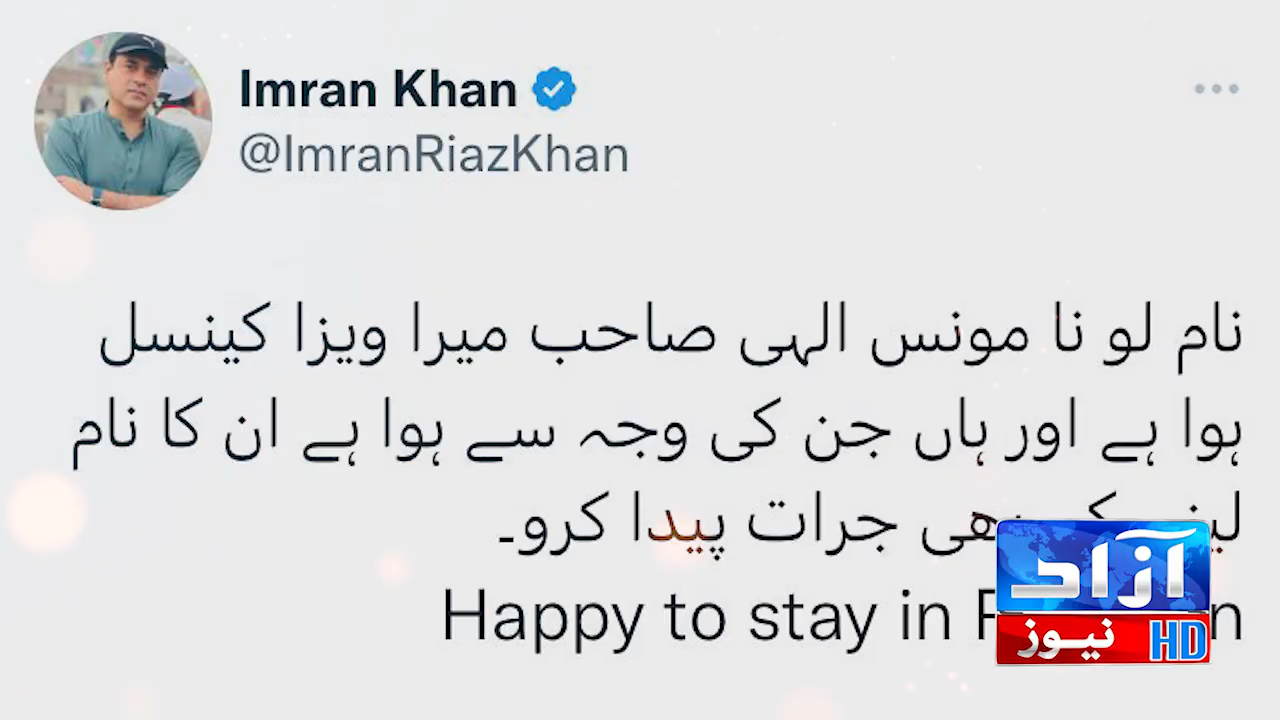 Imran Khan
@ImranRiazKhan
نام لو نا مونس الہی صاحب میرا ویزا کینسل
ہوا ہے اور ہاں جن کی وجہ سے ہوا ہے ان کا نام
جرات پیدا کرو۔
Happy to stay in
آزاد
نیوز HD